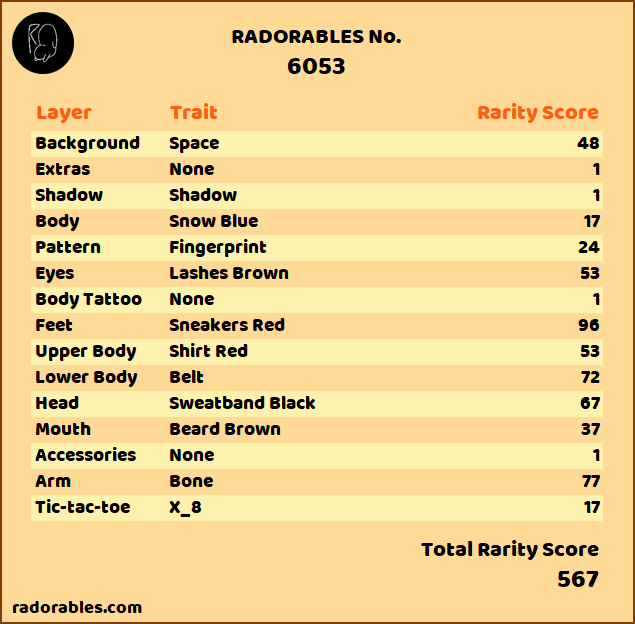 RADORABLES No.
6053
Layer Trait Rarity Score
Background Space 48
Extras None 1
Shadow Shadow 1
Body Snow Blue 17
Pattern Fingerprint 24
Eyes Lashes Brown 53
Body Tattoo None 1
Feet Sneakers Red 96
Upper Body Shirt Red 53
Lower Body Belt 72
Head Sweatband Black 67
Mouth Beard Brown 37
Accessories None 1
Arm Bone 77
Tic-tac-toe X_8 17
Total Rarity Score
567
radorables.com